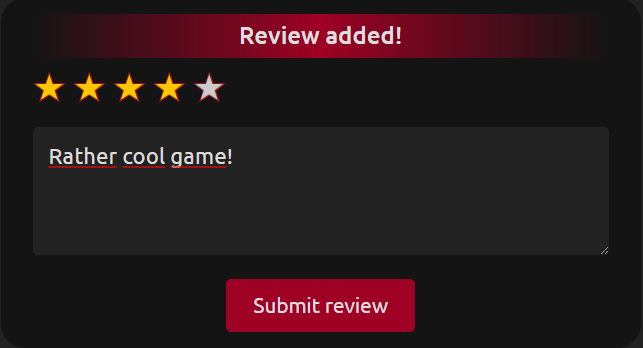 Review added!
Rather cool game!
Submit review